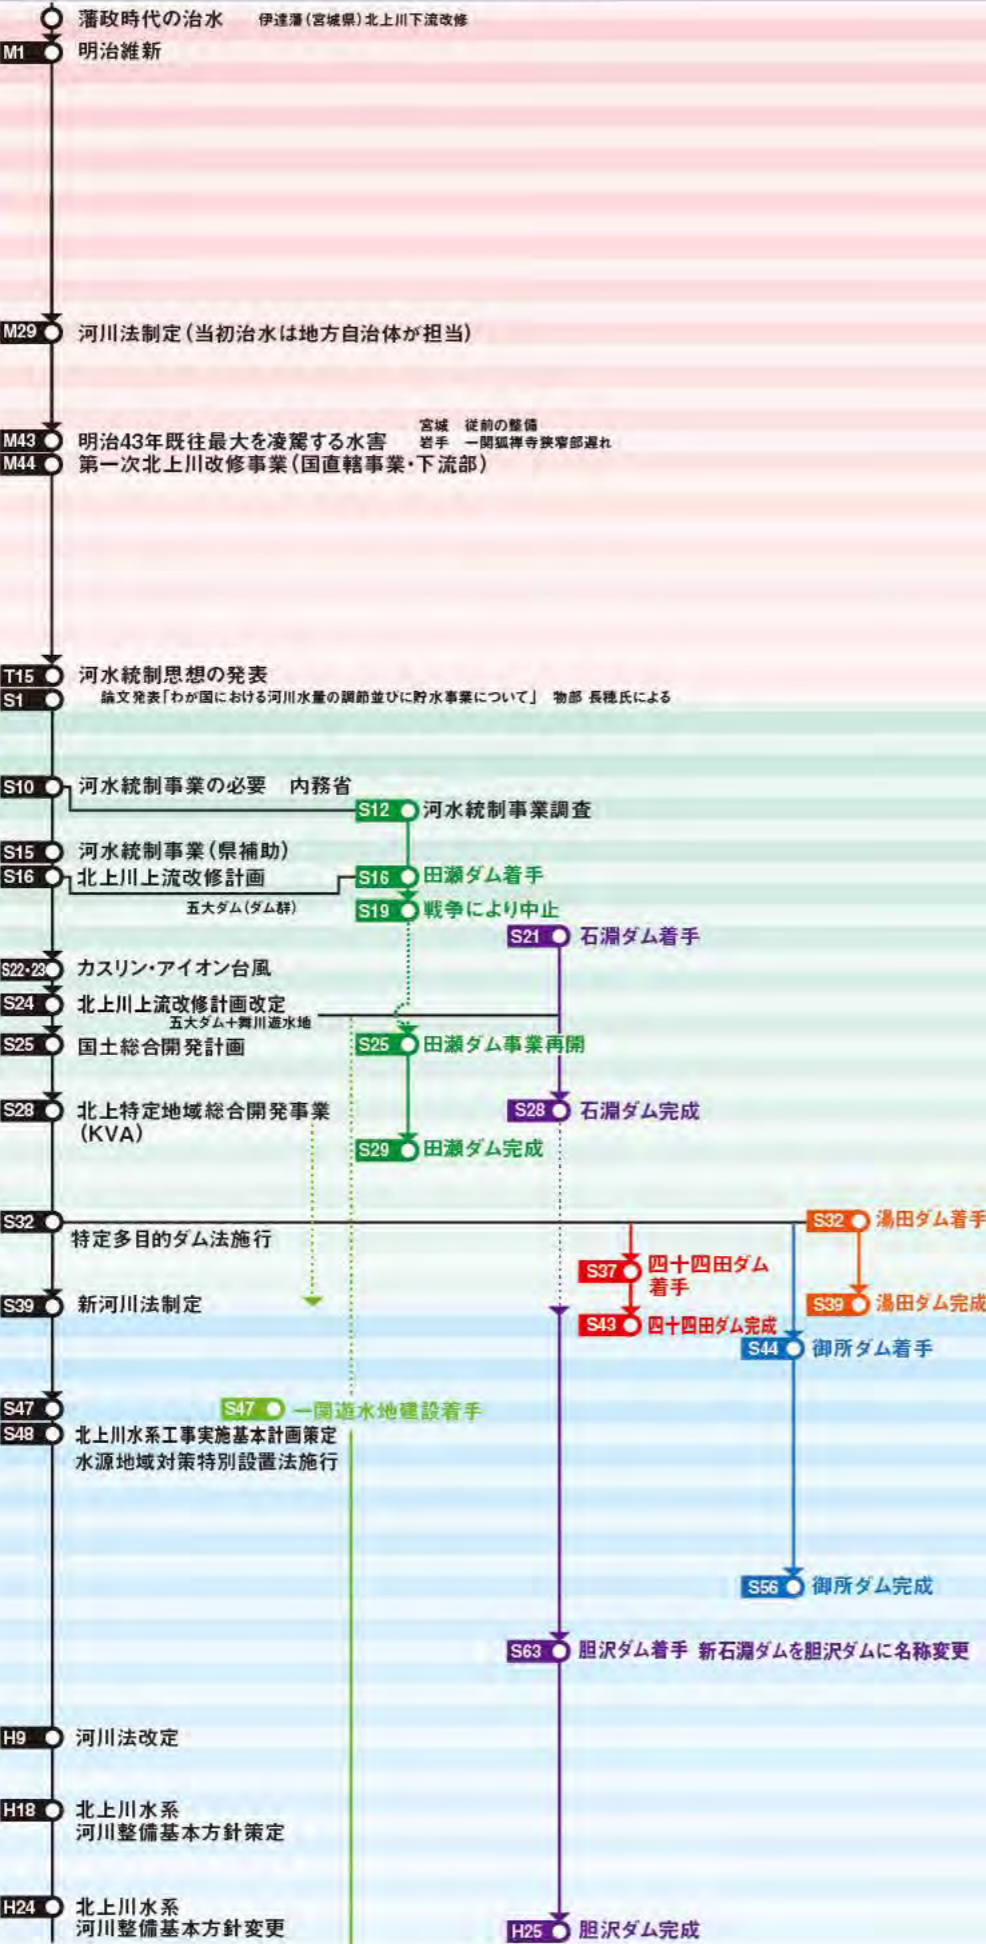 藩政時代の治水 伊達藩(宮城県)北上川下流改修
M1 明治維新
M29 河川法制定(当初治水は地方自治体が担当)
M43 明治43年既往最大を凌駕する水害
宮城 従前の整備
岩手 一関狐禅寺狭窄部遅れ
M44 第一次北上川改修事業(国直轄事業・下流部)
T15 河水統制思想の発表
S1 論文発表「わが国における河川水量の調節並びに貯水事業について」 物部 長穂氏による
S10 河水統制事業の必要 内務省
S12 河水統制事業調査
S15 河水統制事業(県補助)
S16 北上川上流改修計画
五大ダム(ダム群)
S16 田瀬ダム着手
S19 戦争により中止
S21 石淵ダム着手
S22・23 カスリン・アイオン台風
S24 北上川上流改修計画改定
五大ダム+舞川遊水地
S25 国土総合開発計画
S25 田瀬ダム事業再開
S28 北上特定地域総合開発事業
(KVA)
S28 石淵ダム完成
S29 田瀬ダム完成
S32 特定多目的ダム法施行
S32 湯田ダム着手
S37 四十四田ダム
着手
S39 新河川法制定
S39 湯田ダム完成
S43 四十四田ダム完成
S44 御所ダム着手
S47
S47 一関遊水地建設着手
S48 北上川水系工事実施基本計画策定
水源地域対策特別設置法施行
S56 御所ダム完成
S63 胆沢ダム着手 新石淵ダムを胆沢ダムに名称変更
H9 河川法改定
H18 北上川水系
河川整備基本方針策定
H24 北上川水系
河川整備基本方針変更
H25 胆沢ダム完成